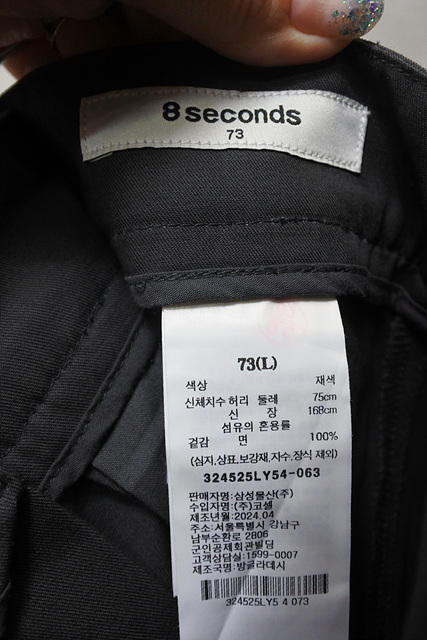 8seconds
73
73(L)
색상 재색
신체치수 허리 둘레 75cm
신 장 168cm
섬유의 혼용률
겉감 면 100%
(심지,상표,보강재,자수,장식 제외)
324525LY54-063
판매자명:삼성물산(주)
수입자명:(주)코셀
제조년월:2024.04
주소:서울특별시 강남구
남부순환로 2806
군인공제회관빌딩
고객상담실:1599-0007
제조국명:방글라데시
324525LY5 4 073